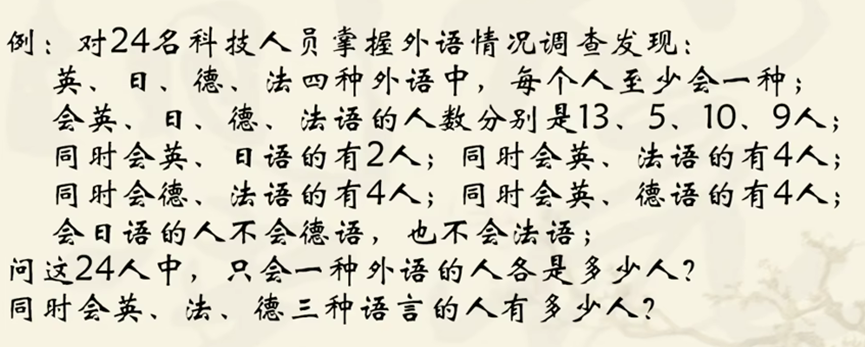 例：对24名科技人员掌握外语情况调查发现：
英、日、德、法四种外语中，每个人至少会一种；
会英、日、德、法语的人数分别是13、5、10、9人；
同时会英、日语的有2人；同时会英、法语的有4人；
同时会德、法语的有4人；同时会英、德语的有4人；
会日语的人不会德语，也不会法语；
问这24人中，只会一种外语的人各是多少人？
同时会英、法、德三种语言的人有多少人？